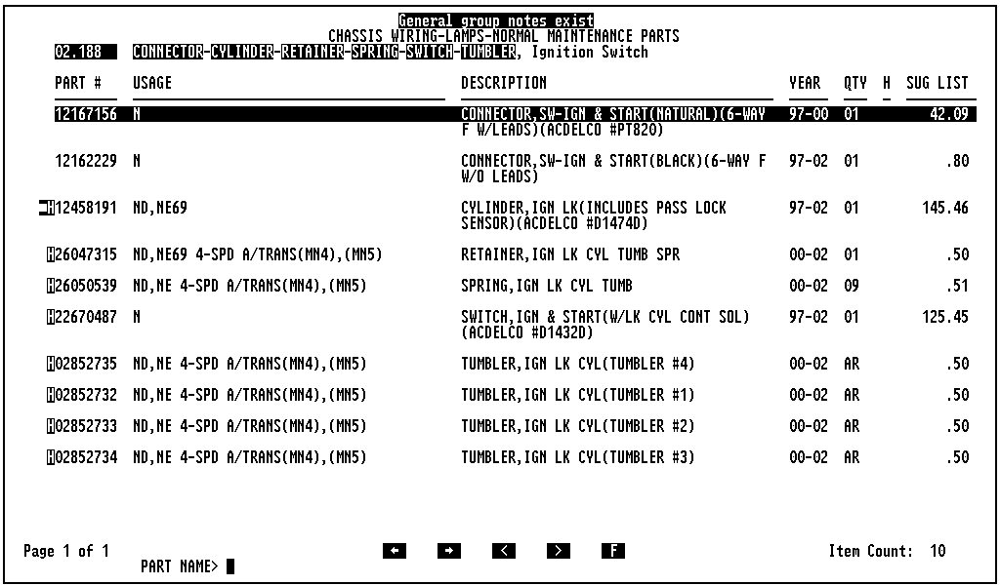 General group notes exist
CHASSIS WIRING-LAMPS-NORMAL MAINTENANCE PARTS
02.188 CONNECTOR-CYLINDER-RETAINER-SPRING-SWITCH-TUMBLER, Ignition Switch
PART # USAGE DESCRIPTION YEAR QTY H SUG LIST
12167156 N CONNECTOR,SW-IGN & START(NATURAL)(6-WAY 97-00 01 42.09
F W/LEADS)(ACDELCO #PT820)
12162229 N CONNECTOR,SW-IGN & START(BLACK)(6-WAY F 97-02 01 .80
W/O LEADS)
H12458191 ND,NE69 CYLINDER,IGN LK(INCLUDES PASS LOCK 97-02 01 145.46
SENSOR)(ACDELCO #D1474D)
H26047315 ND,NE69 4-SPD A/TRANS(MN4),(MN5) RETAINER,IGN LK CYL TUMB SPR 00-02 01 .50
H26050539 ND,NE 4-SPD A/TRANS(MN4),(MN5) SPRING,IGN LK CYL TUMB 00-02 09 .51
H22670487 N SWITCH,IGN & START(W/LK CYL CONT SOL) 97-02 01 125.45
(ACDELCO #D1432D)
H02852735 ND,NE 4-SPD A/TRANS(MN4),(MN5) TUMBLER,IGN LK CYL(TUMBLER #4) 00-02 AR .50
H02852732 ND,NE 4-SPD A/TRANS(MN4),(MN5) TUMBLER,IGN LK CYL(TUMBLER #1) 00-02 AR .50
H02852733 ND,NE 4-SPD A/TRANS(MN4),(MN5) TUMBLER,IGN LK CYL(TUMBLER #2) 00-02 AR .50
H02852734 ND,NE 4-SPD A/TRANS(MN4),(MN5) TUMBLER,IGN LK CYL(TUMBLER #3) 00-02 AR .50
Page 1 of 1 ← → < > F Item Count: 10
PART NAME>